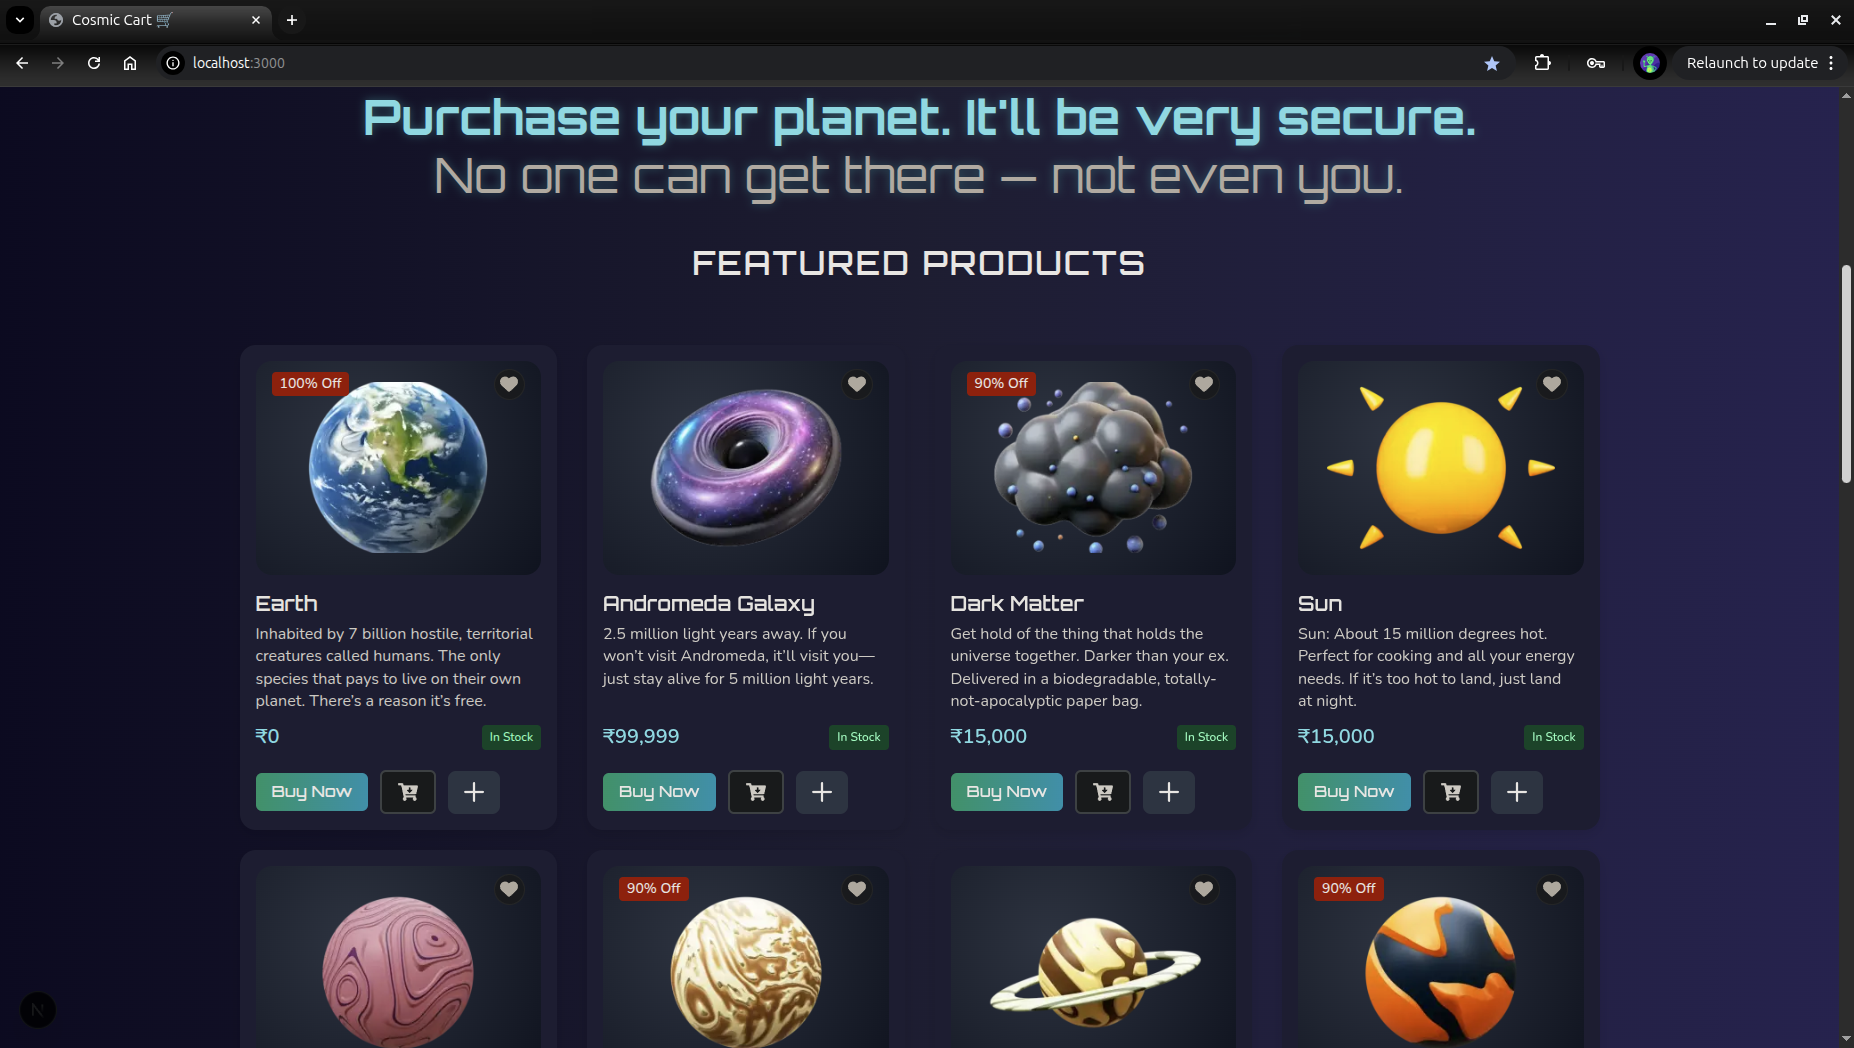 Cosmic Cart 🛒
localhost:3000
Relaunch to update
Purchase your planet. It'll be very secure.
No one can get there — not even you.
FEATURED PRODUCTS
100% Off
Earth
Inhabited by 7 billion hostile, territorial
creatures called humans. The only
species that pays to live on their own
planet. There’s a reason it’s free.
₹0
In Stock
Buy Now
Andromeda Galaxy
2.5 million light years away. If you
won’t visit Andromeda, it’ll visit you—
just stay alive for 5 million light years.
₹99,999
In Stock
Buy Now
90% Off
Dark Matter
Get hold of the thing that holds the
universe together. Darker than your ex.
Delivered in a biodegradable, totally-
not-apocalyptic paper bag.
₹15,000
In Stock
Buy Now
Sun
Sun: About 15 million degrees hot.
Perfect for cooking and all your energy
needs. If it’s too hot to land, just land
at night.
₹15,000
In Stock
Buy Now
90% Off
90% Off
N